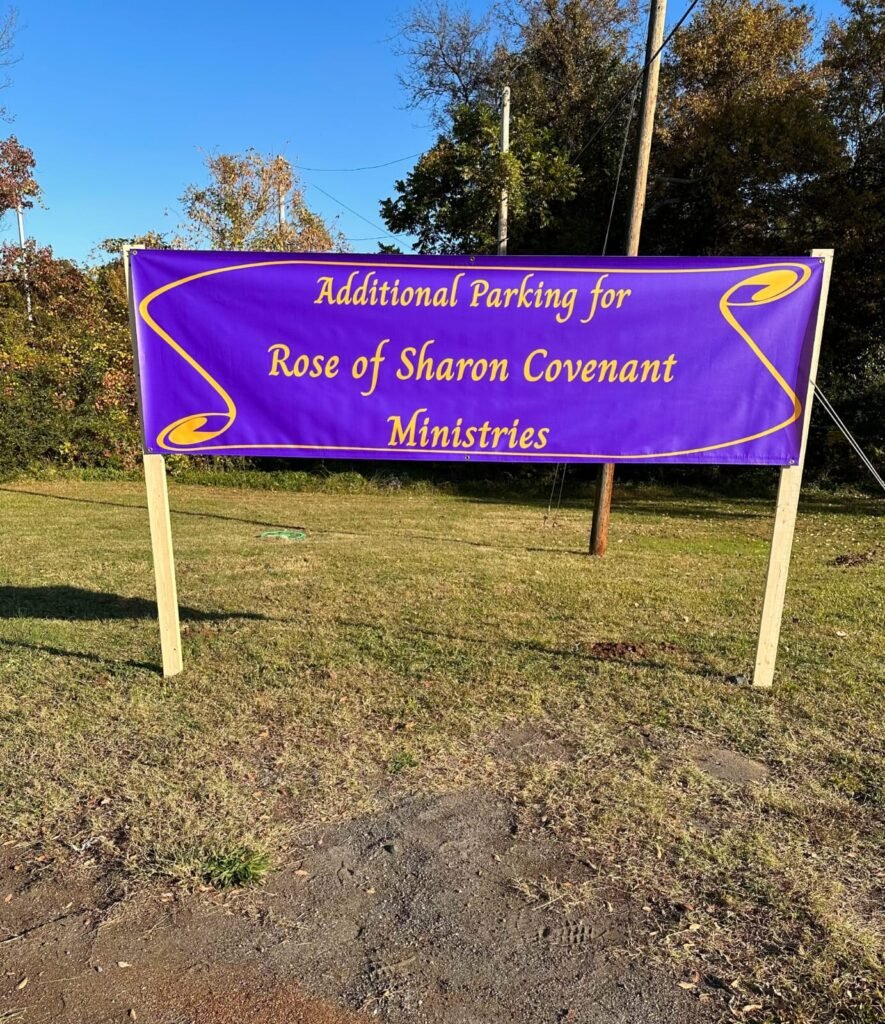 Additional Parking for
Rose of Sharon Covenant
Ministries